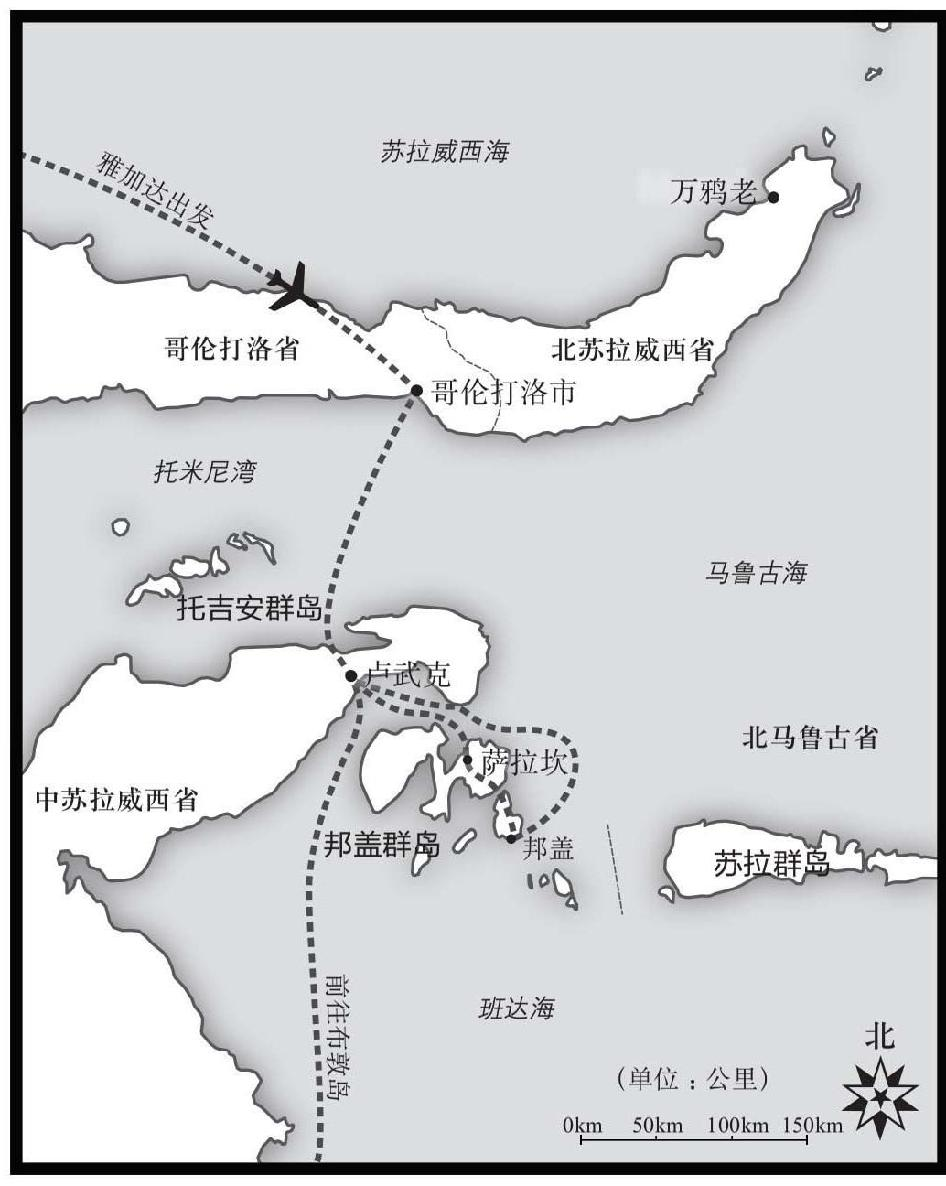 苏拉威西海
雅加达出发
万鸦老
哥伦打洛省
北苏拉威西省
哥伦打洛市
托米尼湾
马鲁古海
托吉安群岛
卢武克
北马鲁古省
萨拉坎
中苏拉威西省
邦盖群岛
邦盖
苏拉群岛
前往布敦岛
班达海
北
(单位：公里)
0km 50km 100km 150km